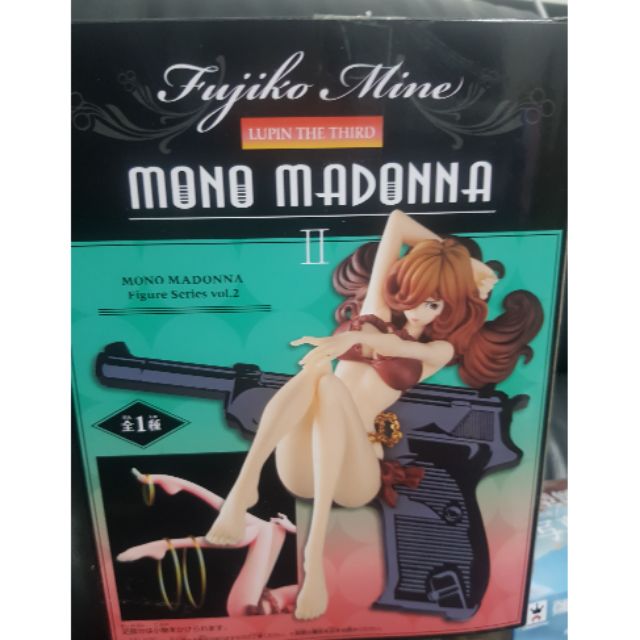 Fujiko Mine
LUPIN THE THIRD
MONO MADONNA
II
MONO MADONNA
Figure Series vol.2
全1種